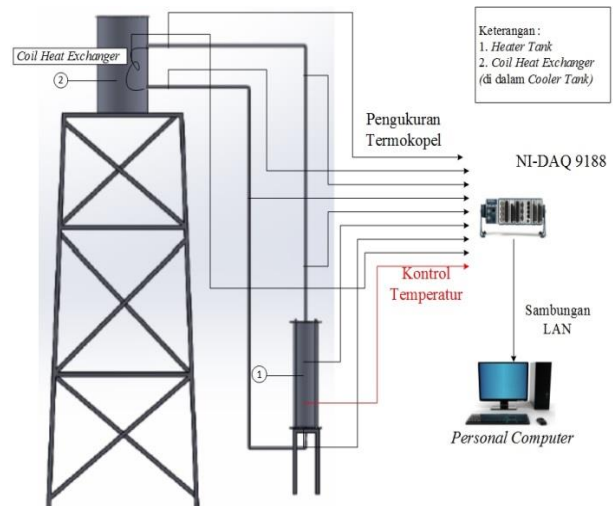 Coil Heat Exchanger
2
Keterangan :
1. Heater Tank
2. Coil Heat Exchanger
(di dalam Cooler Tank)
Pengukuran
Termokopel
NI-DAQ 9188
Kontrol
Temperatur
Sambungan
LAN
1
Personal Computer